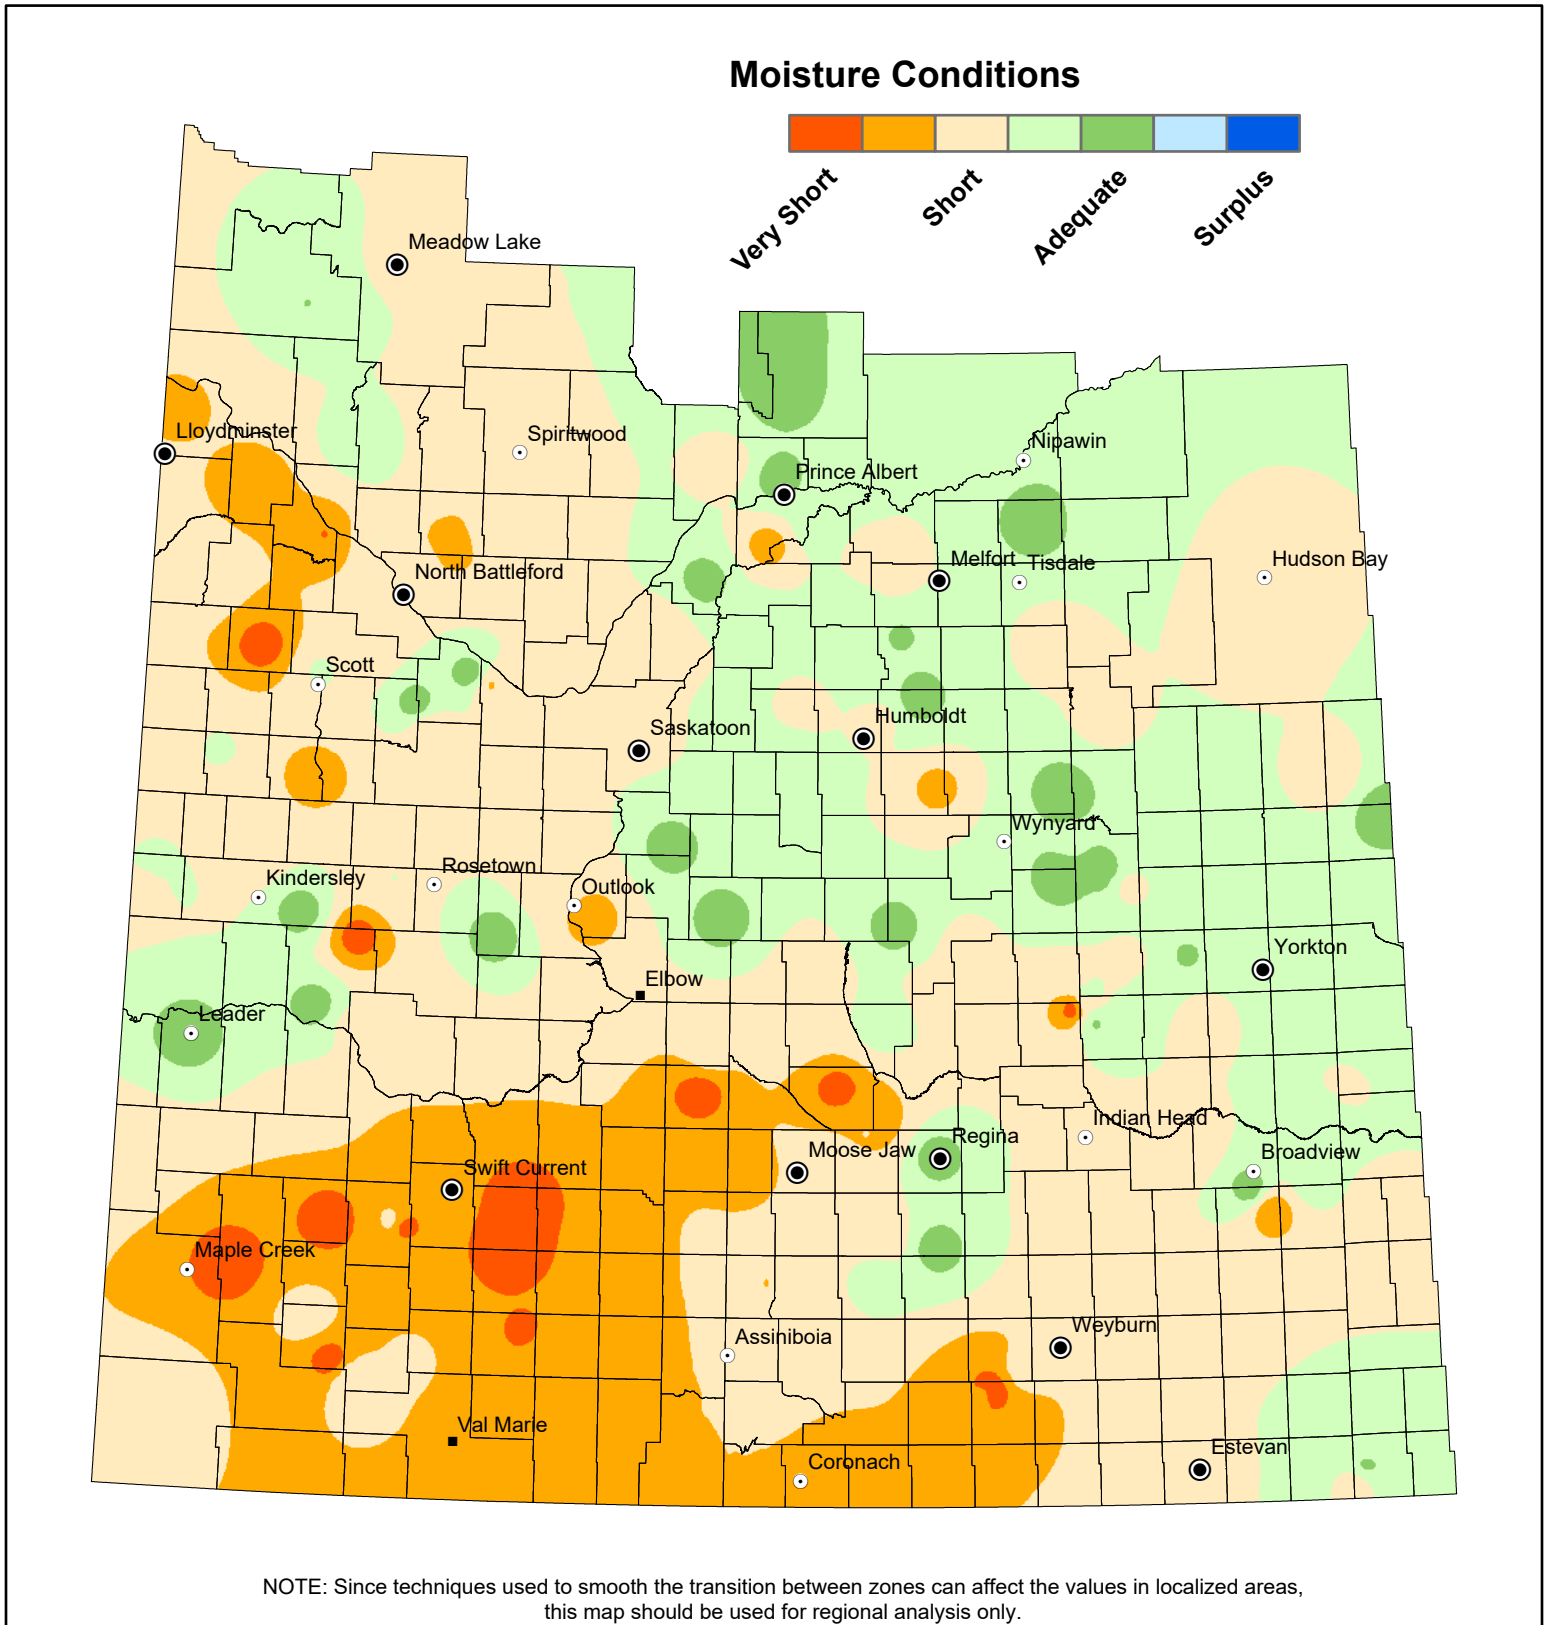 Moisture Conditions
Very Short
Short
Adequate
Surplus
Meadow Lake
Lloydminster
Spiritwood
Nipawin
Prince Albert
North Battleford
Melfort
Tisdale
Hudson Bay
Scott
Saskatoon
Humboldt
Wynyard
Kindersley
Rosetown
Outlook
Yorkton
Elbow
Leader
Indian Head
Regina
Moose Jaw
Broadview
Swift Current
Maple Creek
Assiniboia
Weyburn
Val Marie
Coronach
Estevan
NOTE: Since techniques used to smooth the transition between zones can affect the values in localized areas,
this map should be used for regional analysis only.